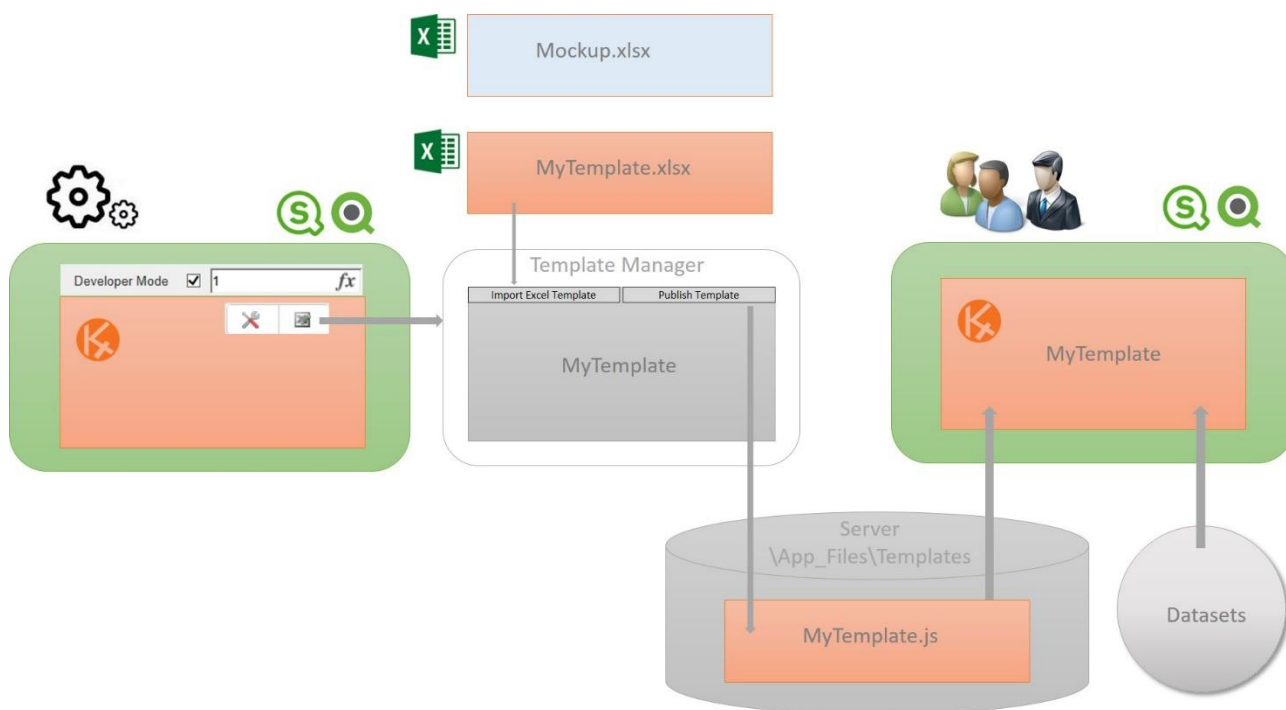 Mockup.xlsx
MyTemplate.xlsx
Developer Mode 1 fx
Template Manager
Import Excel Template Publish Template
MyTemplate
MyTemplate
Server
\App_Files\Templates
MyTemplate.js
Datasets